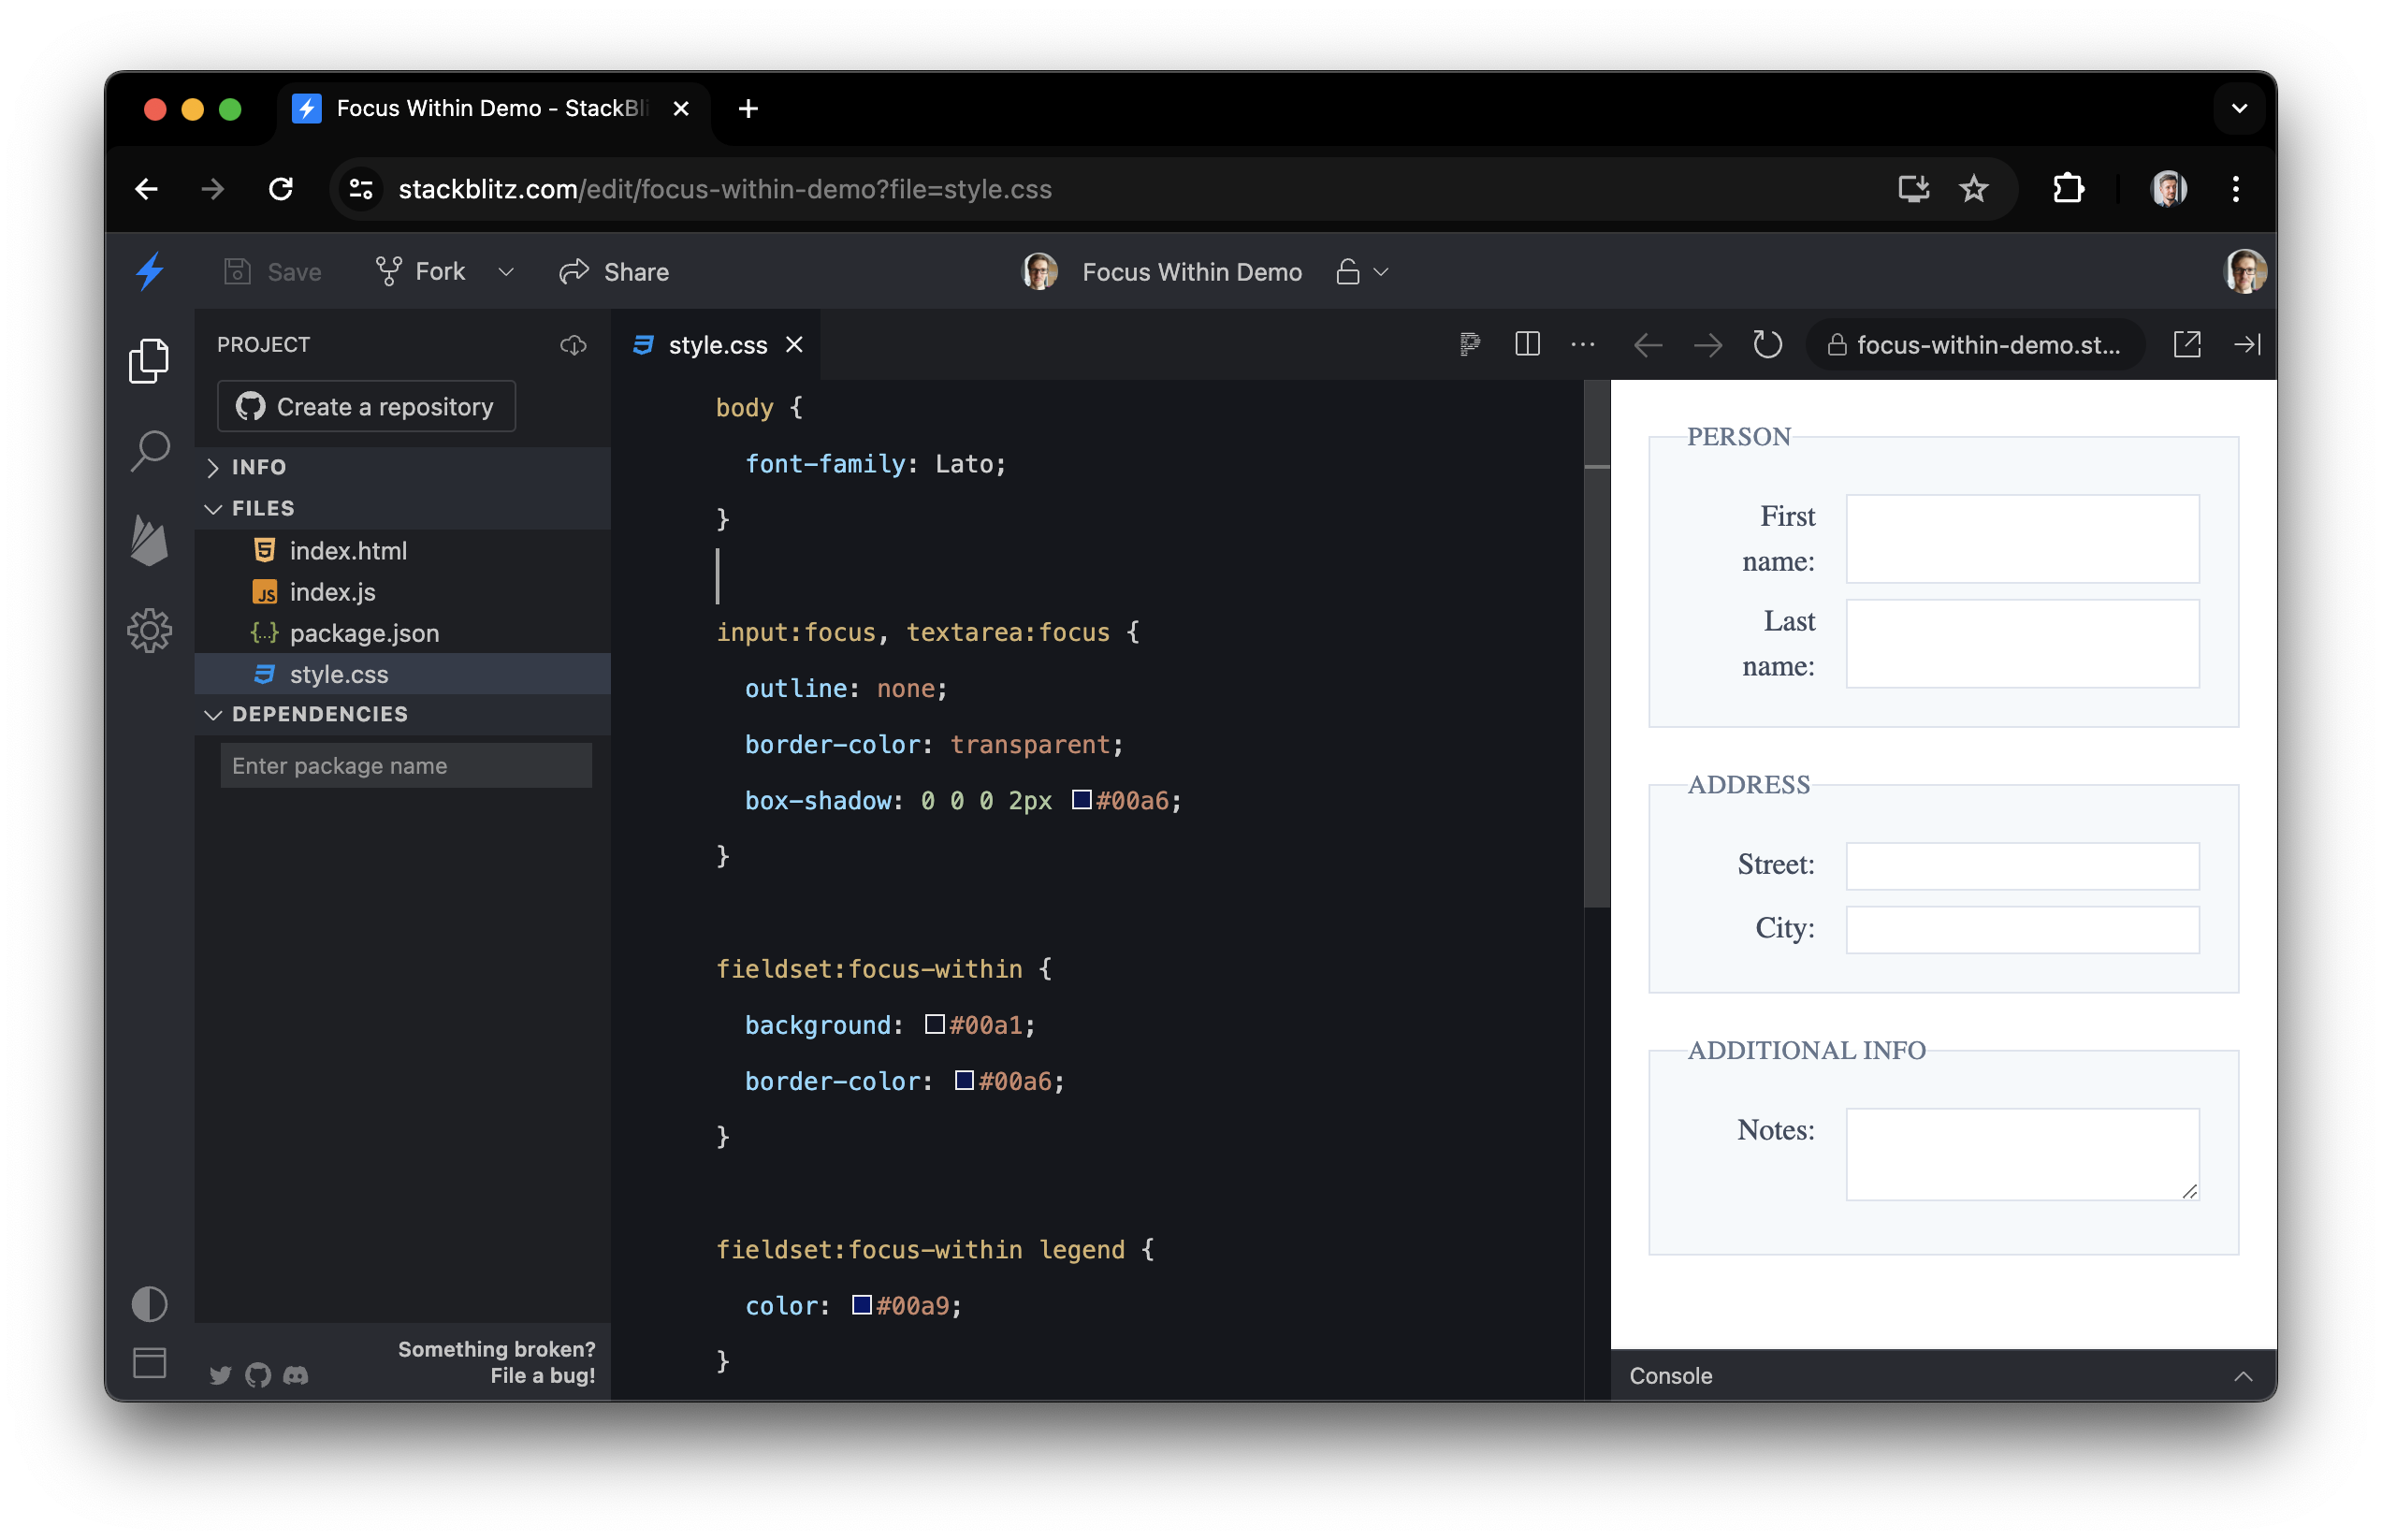 Focus Within Demo - StackBli
stackblitz.com/edit/focus-within-demo?file=style.css
Save
Fork
Share
Focus Within Demo
PROJECT
Create a repository
INFO
FILES
index.html
index.js
package.json
style.css
DEPENDENCIES
Enter package name
Something broken?
File a bug!
style.css
body {
font-family: Lato;
}
input:focus, textarea:focus {
outline: none;
border-color: transparent;
box-shadow: 0 0 0 2px #00a6;
}
fieldset:focus-within {
background: #00a1;
border-color: #00a6;
}
fieldset:focus-within legend {
color: #00a9;
}
focus-within-demo.st...
PERSON
First
name:
Last
name:
ADDRESS
Street:
City:
ADDITIONAL INFO
Notes:
Console